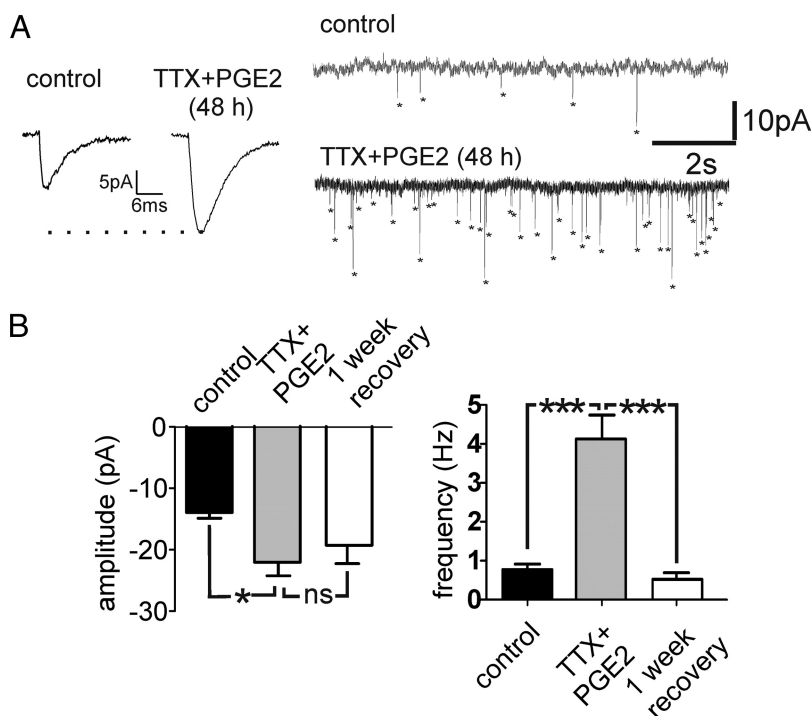 A
control
TTX+PGE2
(48 h)
5pA
6ms
control
10pA
2s
TTX+PGE2 (48 h)
B
control
TTX+
PGE2
1 week
recovery
amplitude (pA)
0
-10
-20
-30
*
ns
frequency (Hz)
5
4
3
2
1
0
***
***
control
TTX+
PGE2
1 week
recovery